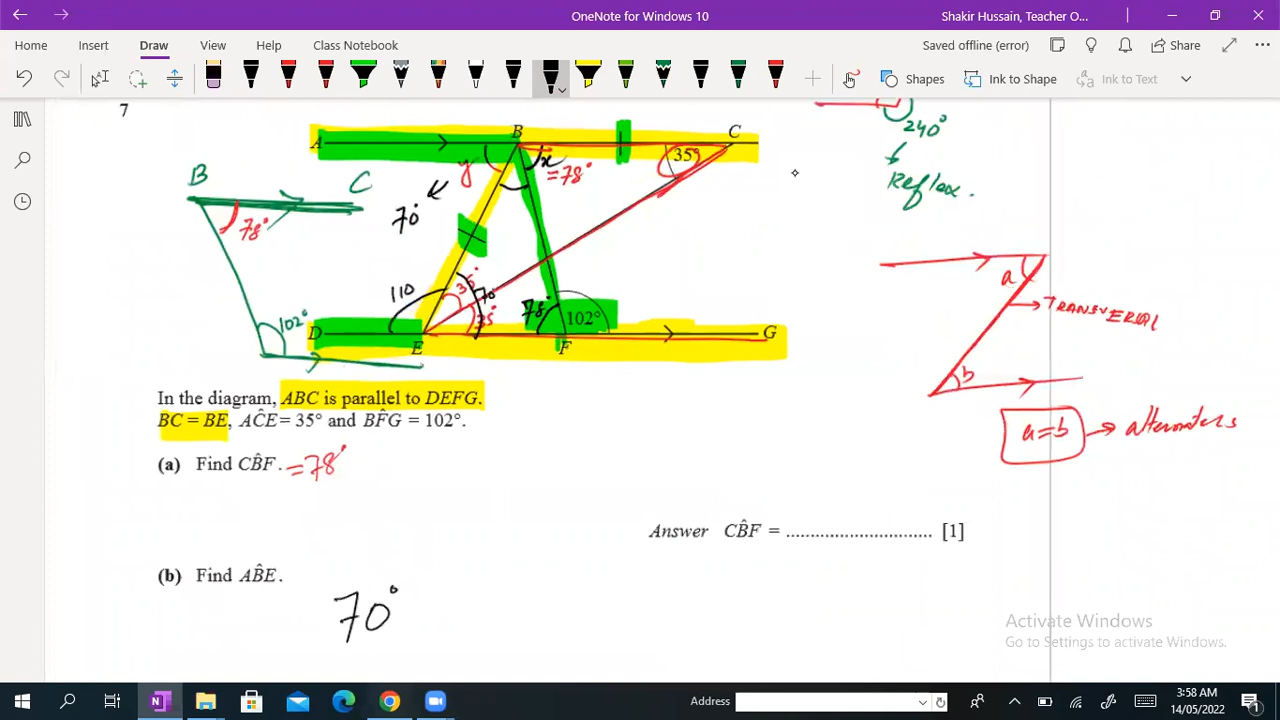 OneNote for Windows 10
Shakir Hussain, Teacher O...
Home Insert Draw View Help Class Notebook
Saved offline (error)
Share
Shapes
Ink to Shape
Ink to Text
7
A B C
35°
y
x
=78°
70°
110
35°
70
35°
78°
102°
D E F G
B C
78°
102°
240°
Reflex.
a
b
a=b
In the diagram, ABC is parallel to DEFG.
BC = BE, AĈE = 35° and BF̂G = 102°.
(a) Find CB̂F. =78°
Answer CB̂F = .............................. [1]
(b) Find AB̂E.
70°
Activate Windows
Go to Settings to activate Windows.
Address
3:58 AM
14/05/2022